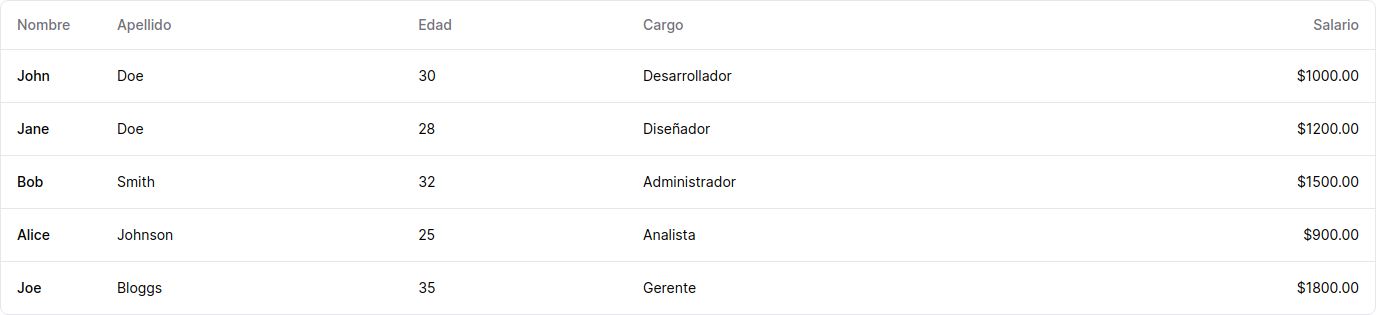 Nombre Apellido Edad Cargo Salario
John Doe 30 Desarrollador $1000.00
Jane Doe 28 Diseñador $1200.00
Bob Smith 32 Administrador $1500.00
Alice Johnson 25 Analista $900.00
Joe Bloggs 35 Gerente $1800.00